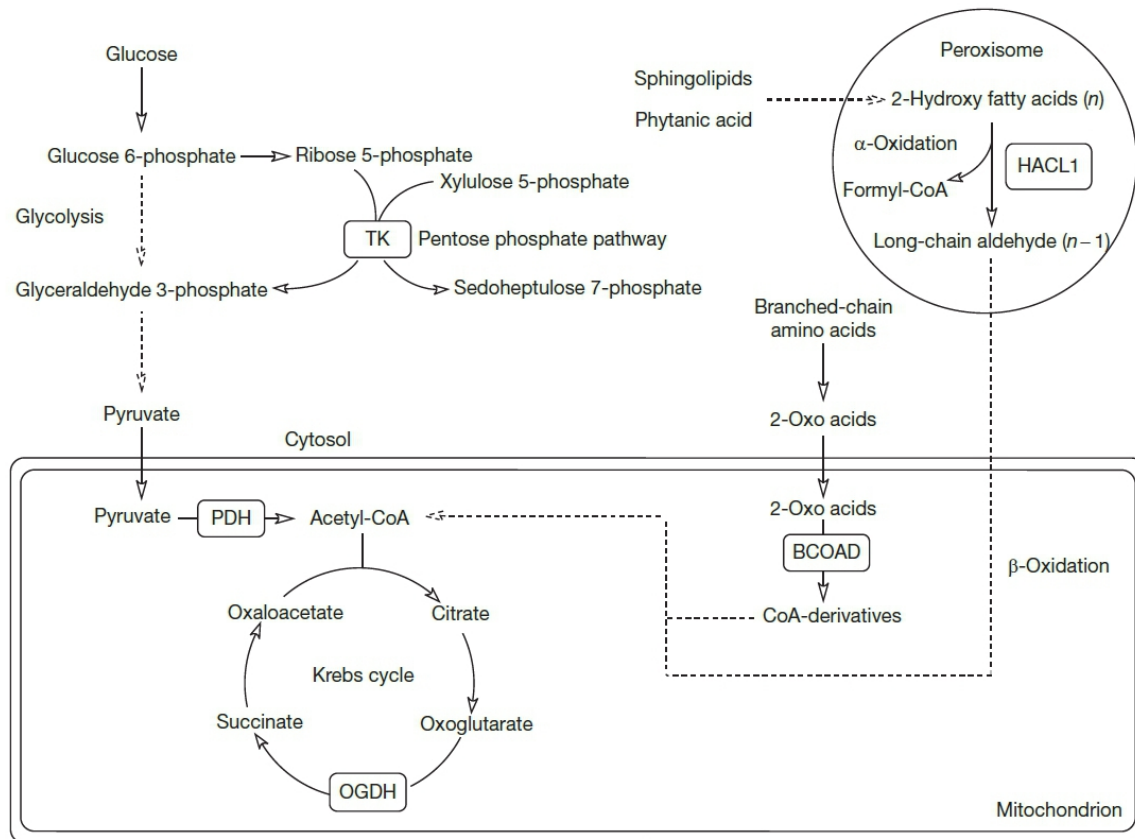 Glucose
Glucose 6-phosphate
Ribose 5-phosphate
Xylulose 5-phosphate
Glycolysis
TK
Pentose phosphate pathway
Glyceraldehyde 3-phosphate
Sedoheptulose 7-phosphate
Pyruvate
Sphingolipids
Phytanic acid
Peroxisome
2-Hydroxy fatty acids (n)
α-Oxidation
HACL1
Formyl-CoA
Long-chain aldehyde (n – 1)
Branched-chain
amino acids
2-Oxo acids
Cytosol
Pyruvate
PDH
Acetyl-CoA
2-Oxo acids
BCOAD
CoA-derivatives
β-Oxidation
Oxaloacetate
Citrate
Krebs cycle
Succinate
Oxoglutarate
OGDH
Mitochondrion